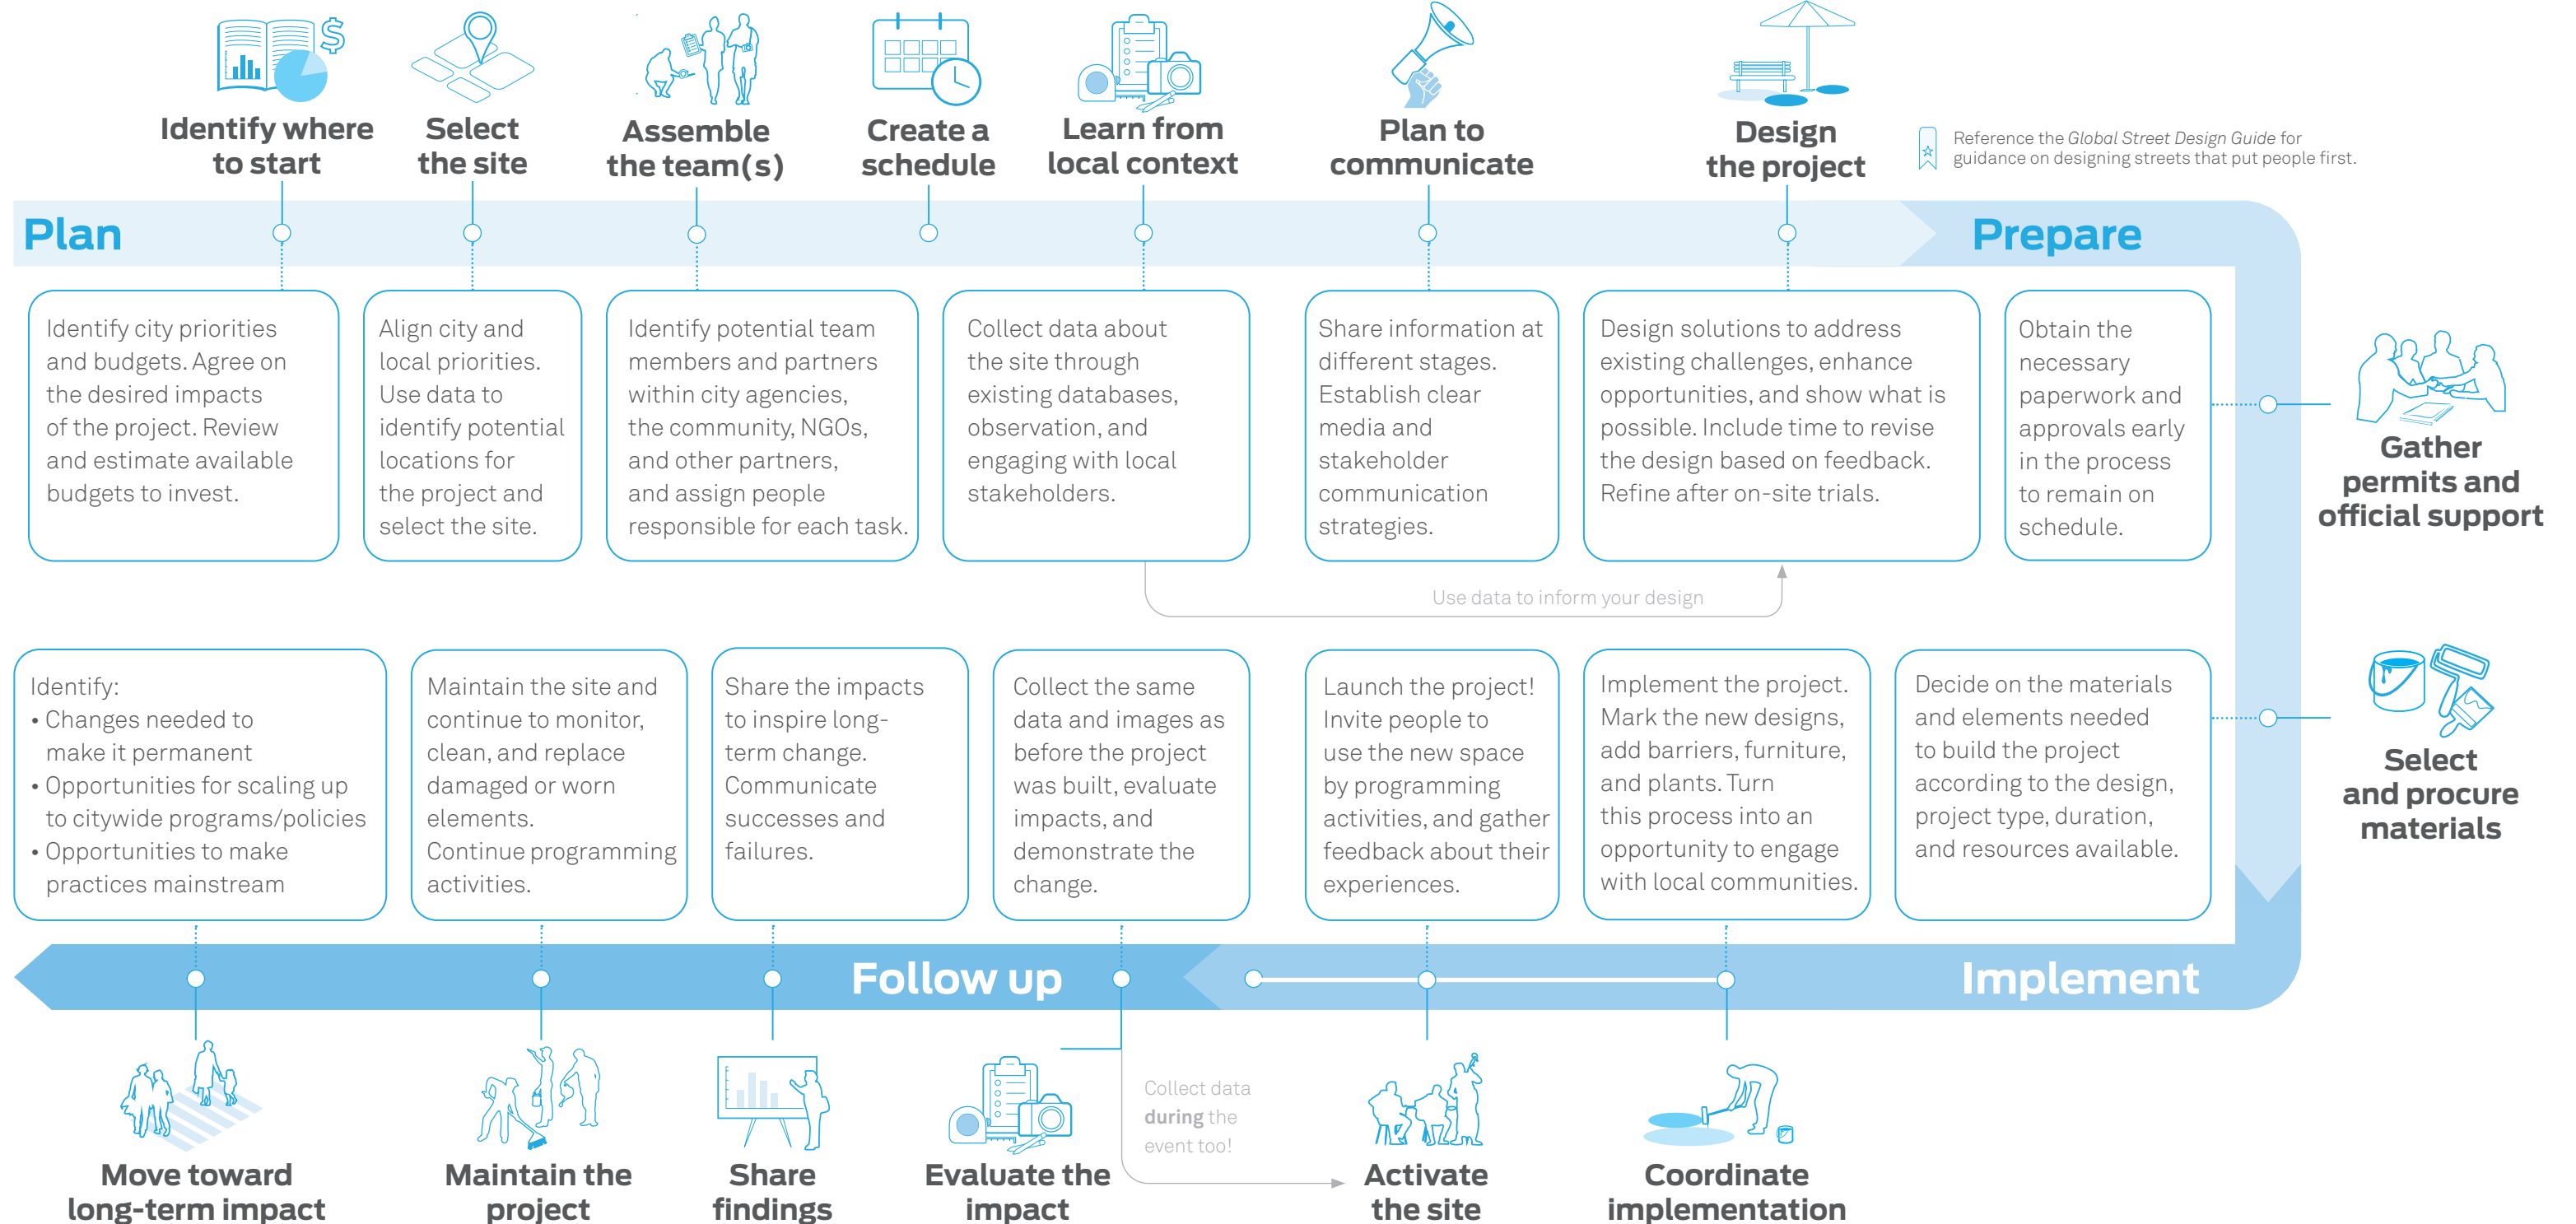 $
Identify where
to start
Select
the site
Assemble
the team(s)
Create a
schedule
Learn from
local context
Plan to
communicate
Design
the project
Reference the Global Street Design Guide for
guidance on designing streets that put people first.
Plan
Prepare
Identify city priorities
and budgets. Agree on
the desired impacts
of the project. Review
and estimate available
budgets to invest.
Align city and
local priorities.
Use data to
identify potential
locations for
the project and
select the site.
Identify potential team
members and partners
within city agencies,
the community, NGOs,
and other partners,
and assign people
responsible for each task.
Collect data about
the site through
existing databases,
observation, and
engaging with local
stakeholders.
Share information at
different stages.
Establish clear
media and
stakeholder
communication
strategies.
Design solutions to address
existing challenges, enhance
opportunities, and show what is
possible. Include time to revise
the design based on feedback.
Refine after on-site trials.
Obtain the
necessary
paperwork and
approvals early
in the process
to remain on
schedule.
Gather
permits and
official support
Use data to inform your design
Select
and procure
materials
Decide on the materials
and elements needed
to build the project
according to the design,
project type, duration,
and resources available.
Implement the project.
Mark the new designs,
add barriers, furniture,
and plants. Turn
this process into an
opportunity to engage
with local communities.
Launch the project!
Invite people to
use the new space
by programming
activities, and gather
feedback about their
experiences.
Collect the same
data and images as
before the project
was built, evaluate
impacts, and
demonstrate the
change.
Share the impacts
to inspire long-
term change.
Communicate
successes and
failures.
Maintain the site and
continue to monitor,
clean, and replace
damaged or worn
elements.
Continue programming
activities.
Identify:
• Changes needed to
make it permanent
• Opportunities for scaling up
to citywide programs/policies
• Opportunities to make
practices mainstream
Implement
Follow up
Coordinate
implementation
Activate
the site
Collect data
during the
event too!
Evaluate the
impact
Share
findings
Maintain the
project
Move toward
long-term impact